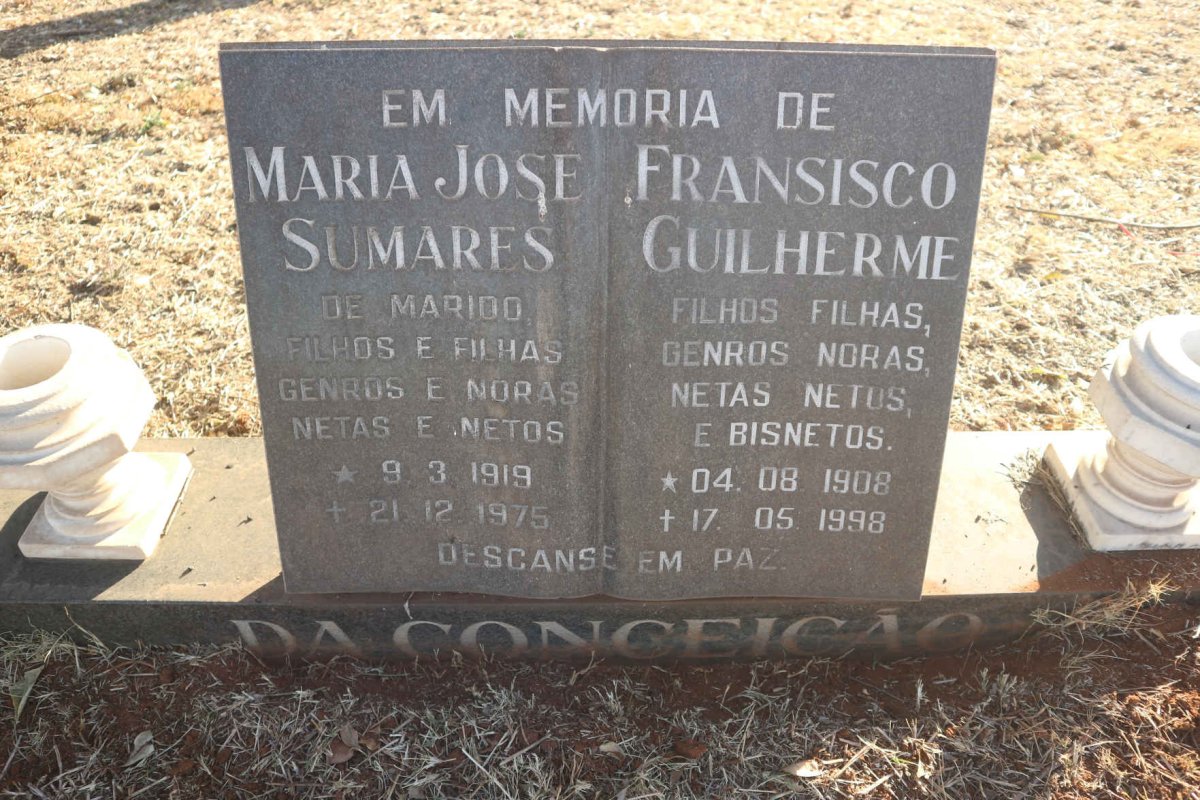 EM MEMORIA DE
MARIA JOSE
SUMARES
DE MARIDO,
FILHOS E FILHAS
GENROS E NORAS
NETAS E NETOS
★ 9. 3. 1919
✝ 21. 12. 1975
FRANSISCO
GUILHERME
FILHOS FILHAS,
GENROS NORAS,
NETAS NETOS,
E BISNETOS.
★ 04. 08. 1908
✝ 17. 05 1998
DESCANSE EM PAZ.
DA CONCEIÇÃO